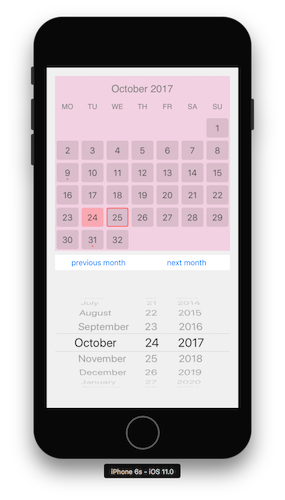 October 2017
MO TU WE TH FR SA SU
1
2 3 4 5 6 7 8
9 10 11 12 13 14 15
16 17 18 19 20 21 22
23 24 25 26 27 28 29
30 31 32
previous month next month
July 21 2014
August 22 2015
September 23 2016
October 24 2017
November 25 2018
December 26 2019
January 27 2020
iPhone 6s - iOS 11.0